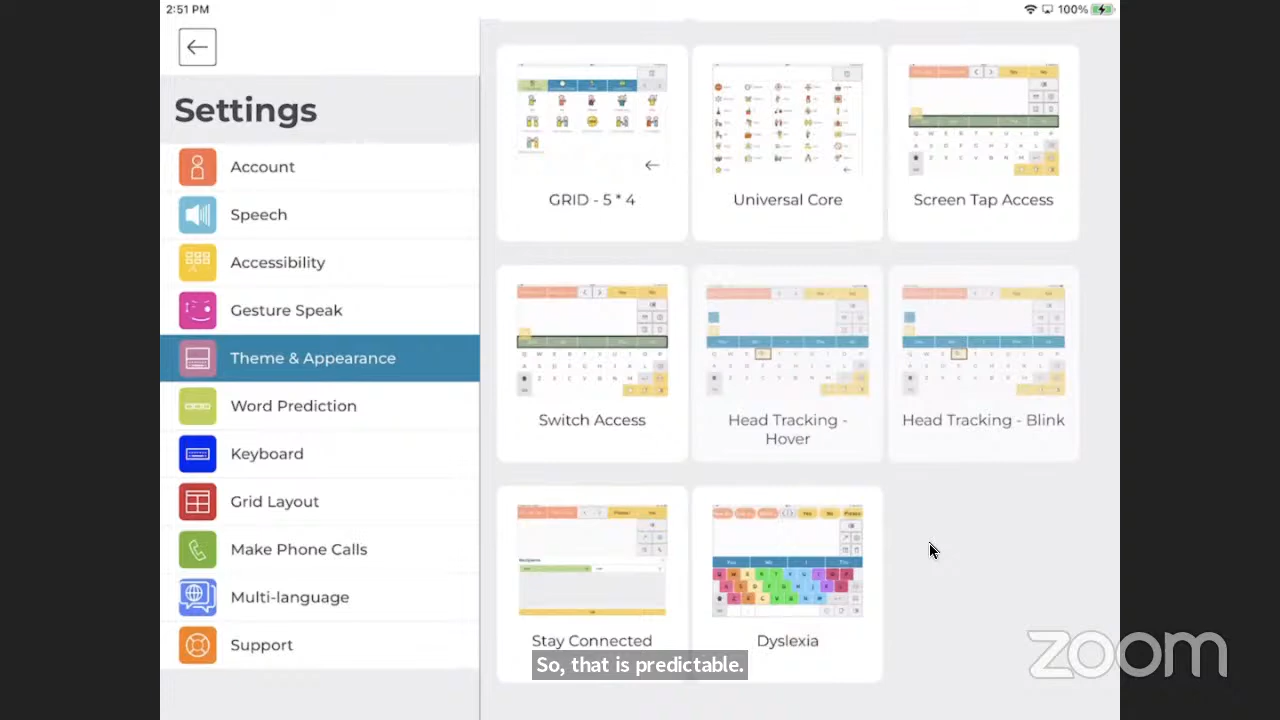 2:51 PM
100%
Settings
Account
Speech
Accessibility
Gesture Speak
Theme & Appearance
Word Prediction
Keyboard
Grid Layout
Make Phone Calls
Multi-language
Support
GRID - 5 * 4
Universal Core
Screen Tap Access
Switch Access
Head Tracking -
Hover
Head Tracking - Blink
Stay Connected
Dyslexia
So, that is predictable.
zoom